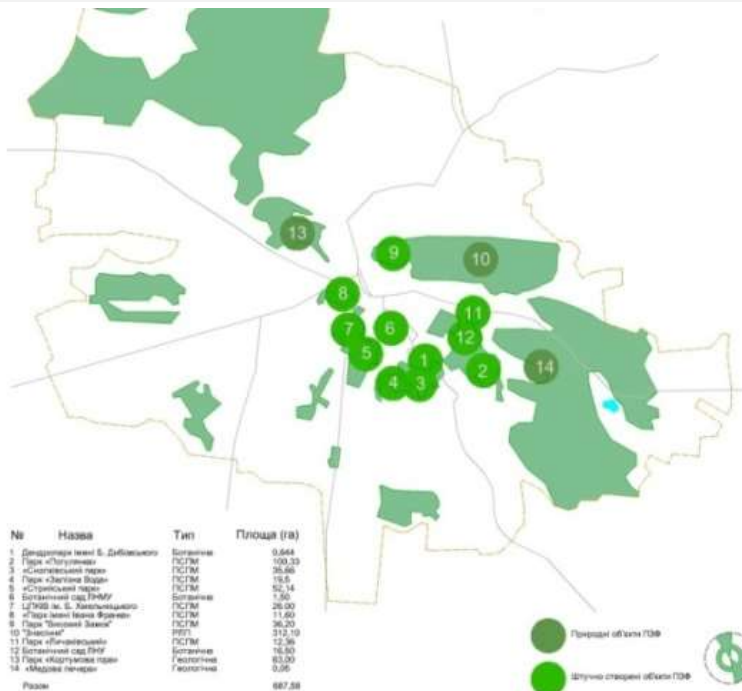 13
9
10
8
11
7
6
12
5
1
14
2
4
3
№ Назва Тип Площа (га)
1 Дендропарк імені Б. Дибовського Ботанічна 0,644
2 Парк «Погулянка» ПСПМ 100,33
3 «Снопківський парк» ПСПМ 35,66
4 Парк «Залізна Вода» ПСПМ 19,5
5 «Стрийський парк» ПСПМ 52,14
6 Ботанічний сад ЛНМУ Ботанічна 1,50
7 ЦПКІВ ім. Б. Хмельницького ПСПМ 26,00
8 «Парк імені Івана Франка» ПСПМ 11,60
9 Парк "Високий Замок" ПСПМ 36,20
10 "Знесіння" РЛП 312,10
11 Парк «Личаківський» ПСПМ 12,36
12 Ботанічний сад ЛНУ Ботанічна 16,50
13 Парк «Кортумова гора» Геологічна 63,00
14 «Медова печера» Геологічна 0,05
Разом 687,58
Природні об'єкти ПЗФ
Штучно створені об'єкти ПЗФ